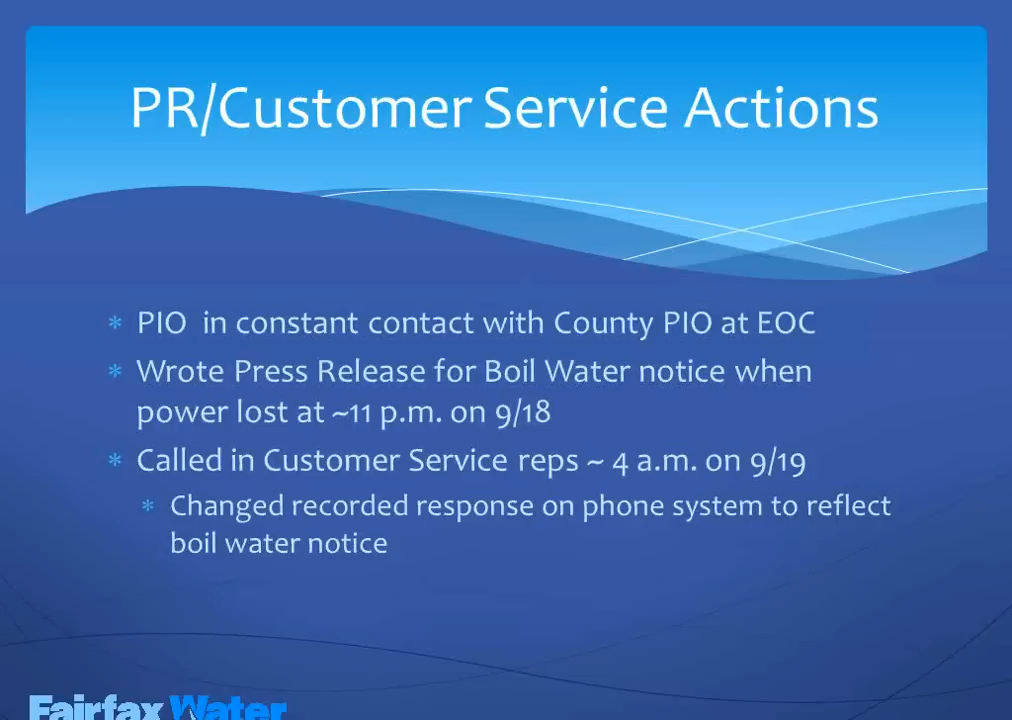 PR/Customer Service Actions
* PIO  in constant contact with County PIO at EOC
* Wrote Press Release for Boil Water notice when
power lost at ~11 p.m. on 9/18
* Called in Customer Service reps ~ 4 a.m. on 9/19
* Changed recorded response on phone system to reflect
boil water notice
Fairfax Water